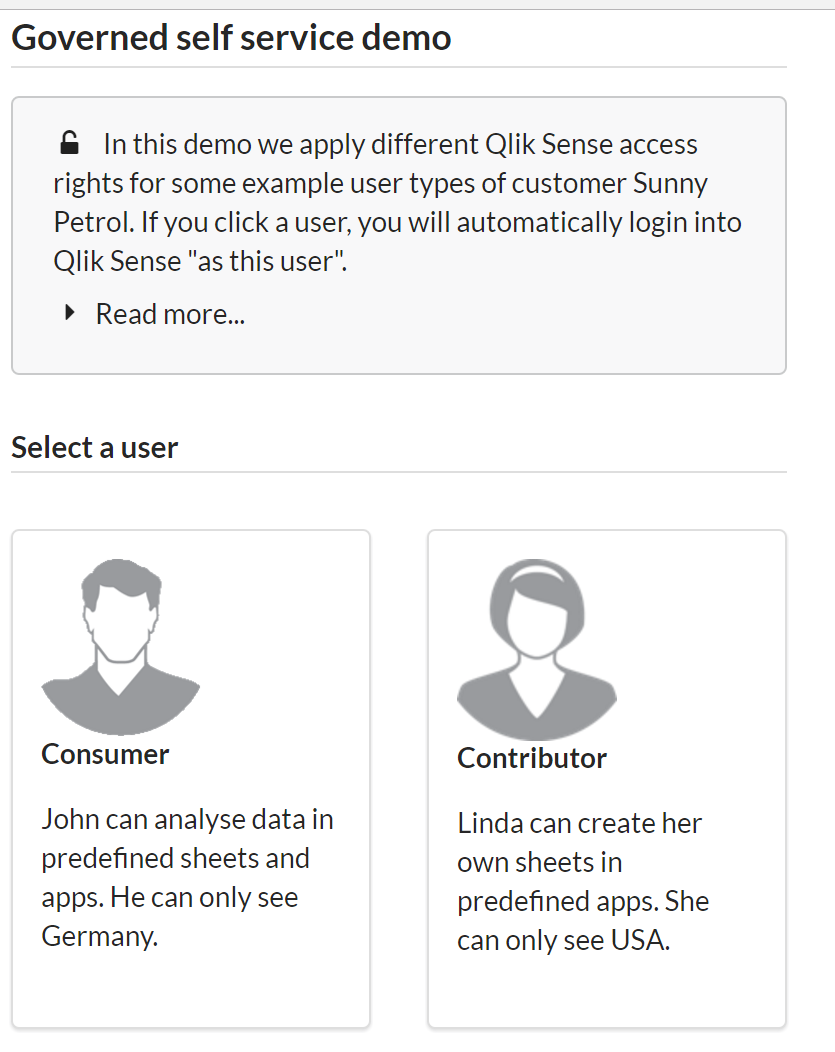 Governed self service demo
In this demo we apply different Qlik Sense access
rights for some example user types of customer Sunny
Petrol. If you click a user, you will automatically login into
Qlik Sense "as this user".
Read more...
Select a user
Consumer
John can analyse data in
predefined sheets and
apps. He can only see
Germany.
Contributor
Linda can create her
own sheets in
predefined apps. She
can only see USA.